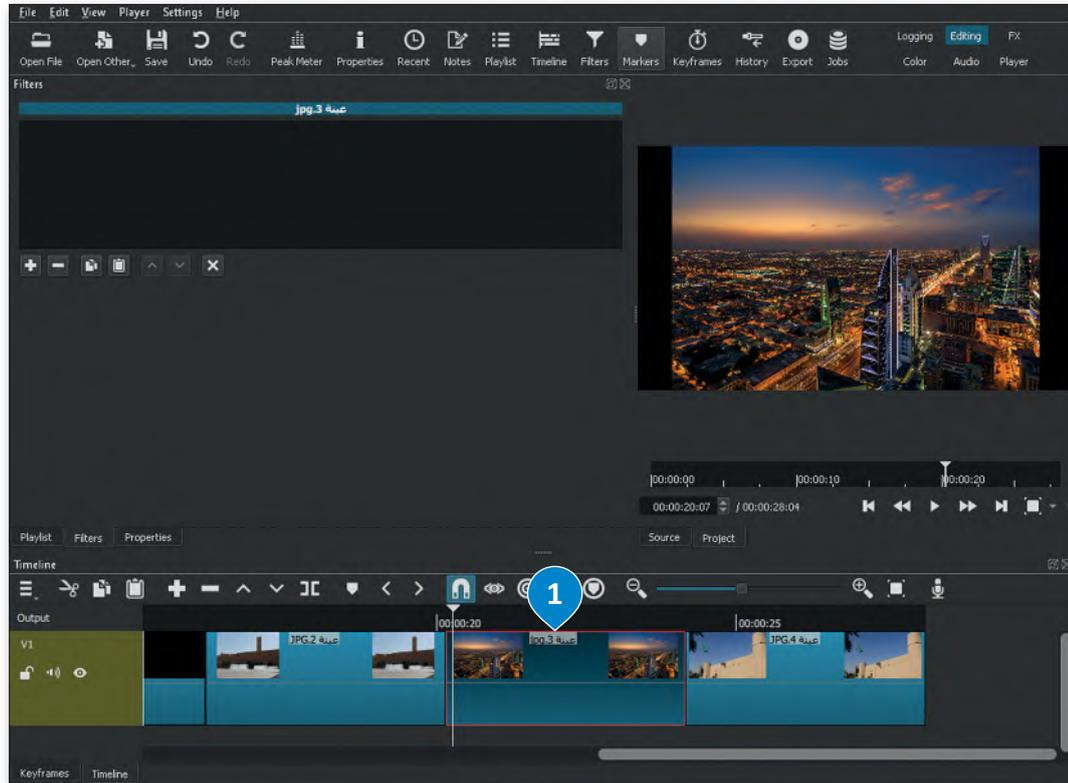 File Edit View Player Settings Help
Open File Open Other.. Save Undo Redo Peak Meter Properties Recent Notes Playlist Timeline Filters Markers Keyframes History Export Jobs
Logging Editing FX
Color Audio Player
Filters
عينة 3.jpg
00:00:00 00:00:10 00:00:20
00:00:20:07 / 00:00:28:04
Playlist Filters Properties
Source Project
Timeline
1
Output
00:00:20 00:00:25
V1
عينة 2.JPG
عينة 3.jpg
عينة 4.JPG
Keyframes Timeline